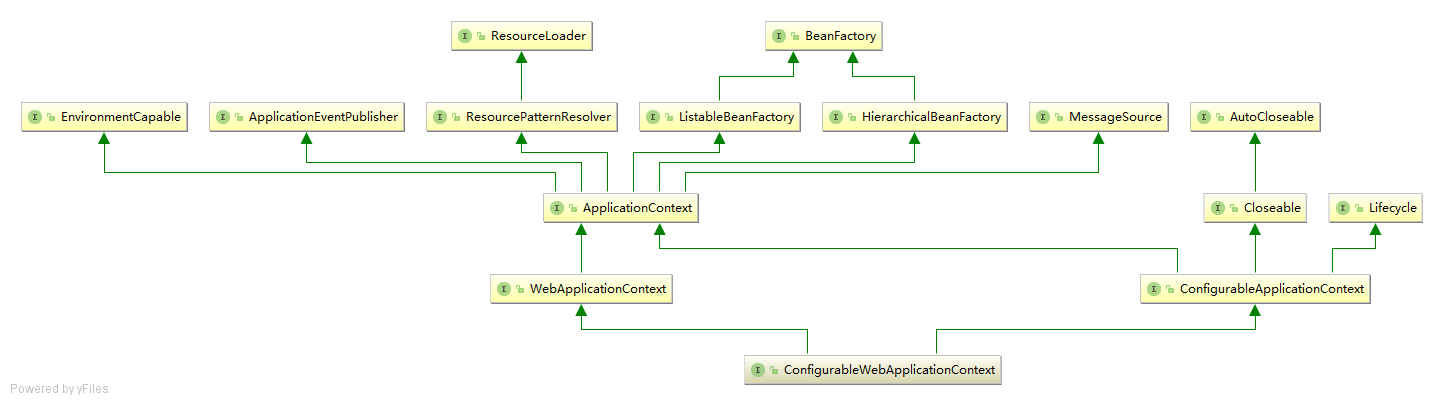 ResourceLoader
BeanFactory
EnvironmentCapable
ApplicationEventPublisher
ResourcePatternResolver
ListableBeanFactory
HierarchicalBeanFactory
MessageSource
AutoCloseable
ApplicationContext
Closeable
Lifecycle
WebApplicationContext
ConfigurableApplicationContext
ConfigurableWebApplicationContext
Powered by yFiles